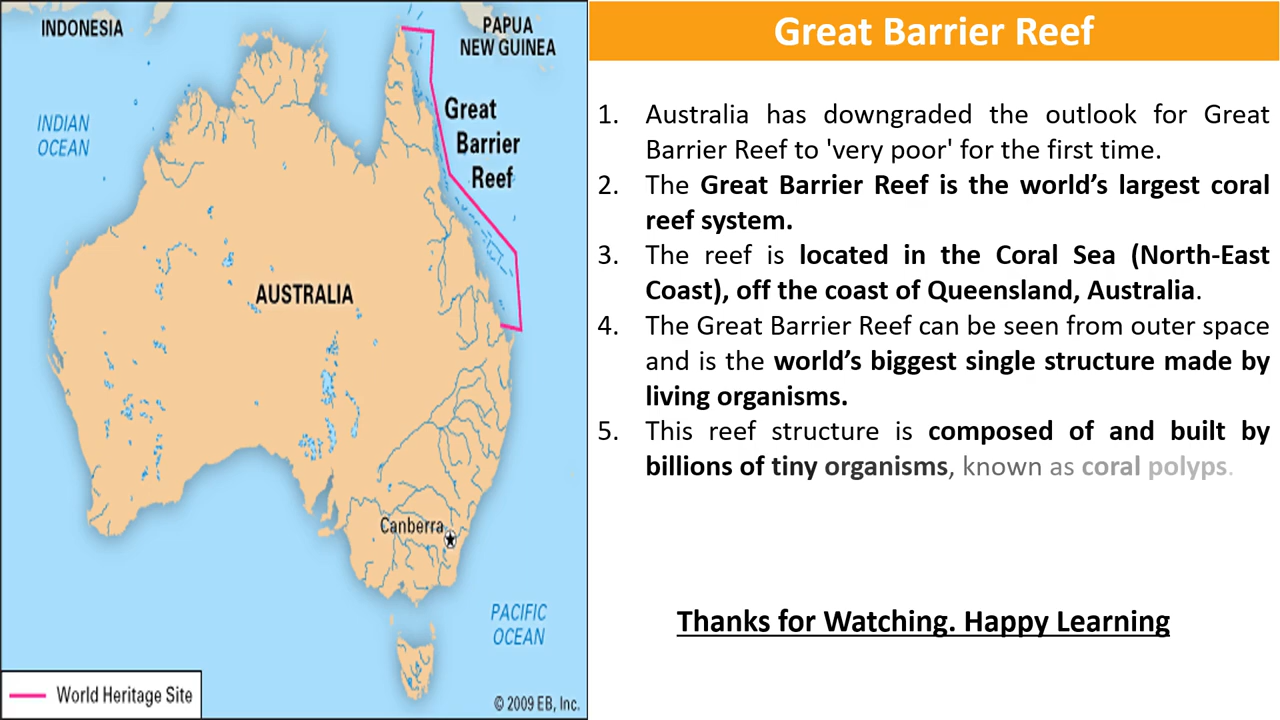 INDONESIA
PAPUA
NEW GUINEA
INDIAN
OCEAN
Great
Barrier
Reef
AUSTRALIA
Canberra
PACIFIC
OCEAN
World Heritage Site
© 2009 EB, Inc.
Great Barrier Reef
1. Australia has downgraded the outlook for Great
Barrier Reef to 'very poor' for the first time.
2. The Great Barrier Reef is the world’s largest coral
reef system.
3. The reef is located in the Coral Sea (North-East
Coast), off the coast of Queensland, Australia.
4. The Great Barrier Reef can be seen from outer space
and is the world’s biggest single structure made by
living organisms.
5. This reef structure is composed of and built by
billions of tiny organisms, known as coral polyps.
Thanks for Watching. Happy Learning